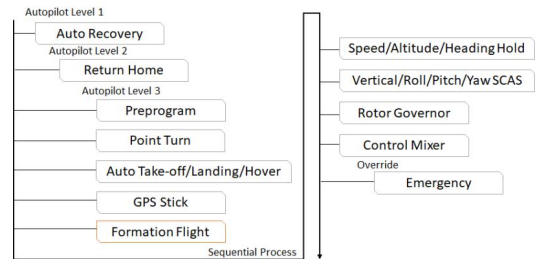 Autopilot Level 1
Auto Recovery
Autopilot Level 2
Return Home
Autopilot Level 3
Preprogram
Point Turn
Auto Take-off/Landing/Hover
GPS Stick
Formation Flight
Sequential Process
Speed/Altitude/Heading Hold
Vertical/Roll/Pitch/Yaw SCAS
Rotor Governor
Control Mixer
Override
Emergency